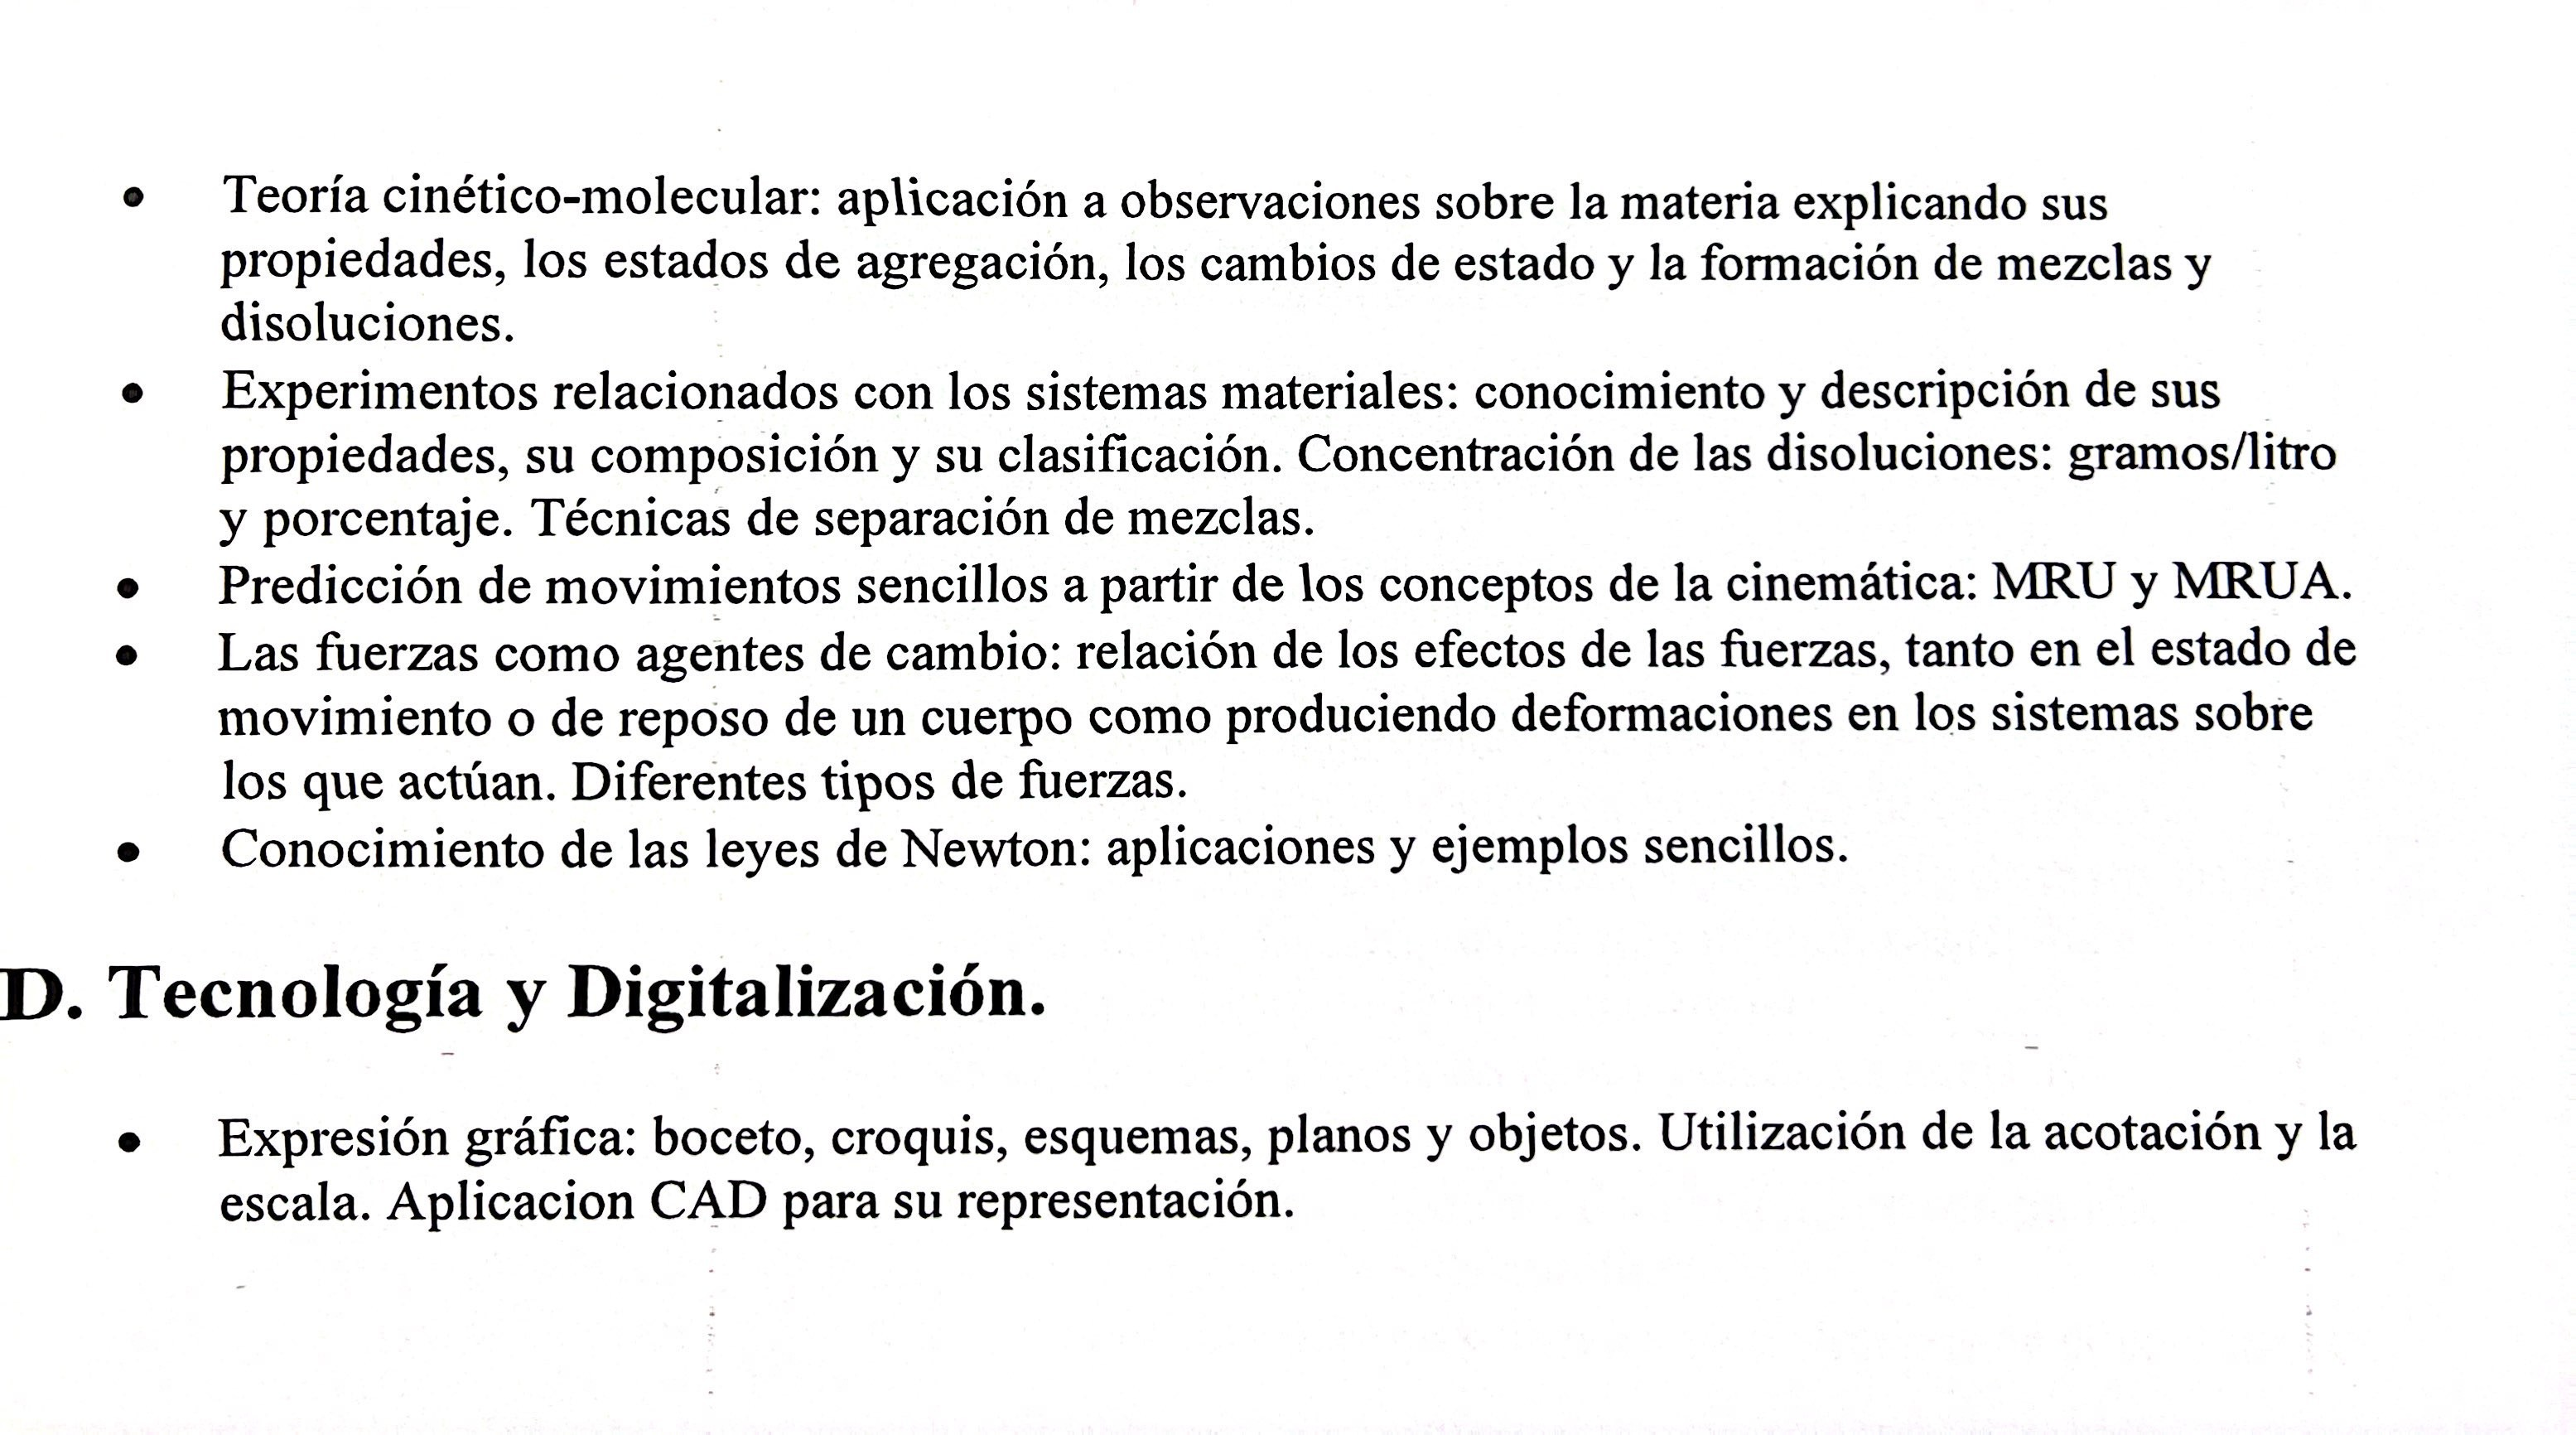 • Teoría cinético-molecular: aplicación a observaciones sobre la materia explicando sus
propiedades, los estados de agregación, los cambios de estado y la formación de mezclas y
disoluciones.
• Experimentos relacionados con los sistemas materiales: conocimiento y descripción de sus
propiedades, su composición y su clasificación. Concentración de las disoluciones: gramos/litro
y porcentaje. Técnicas de separación de mezclas.
• Predicción de movimientos sencillos a partir de los conceptos de la cinemática: MRU y MRUA.
• Las fuerzas como agentes de cambio: relación de los efectos de las fuerzas, tanto en el estado de
movimiento o de reposo de un cuerpo como produciendo deformaciones en los sistemas sobre
los que actúan. Diferentes tipos de fuerzas.
• Conocimiento de las leyes de Newton: aplicaciones y ejemplos sencillos.
D. Tecnología y Digitalización.
• Expresión gráfica: boceto, croquis, esquemas, planos y objetos. Utilización de la acotación y la
escala. Aplicacion CAD para su representación.